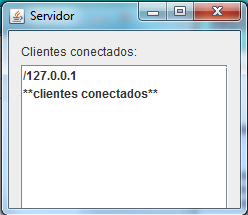 Servidor
Clientes conectados:
/127.0.0.1
**clientes conectados**